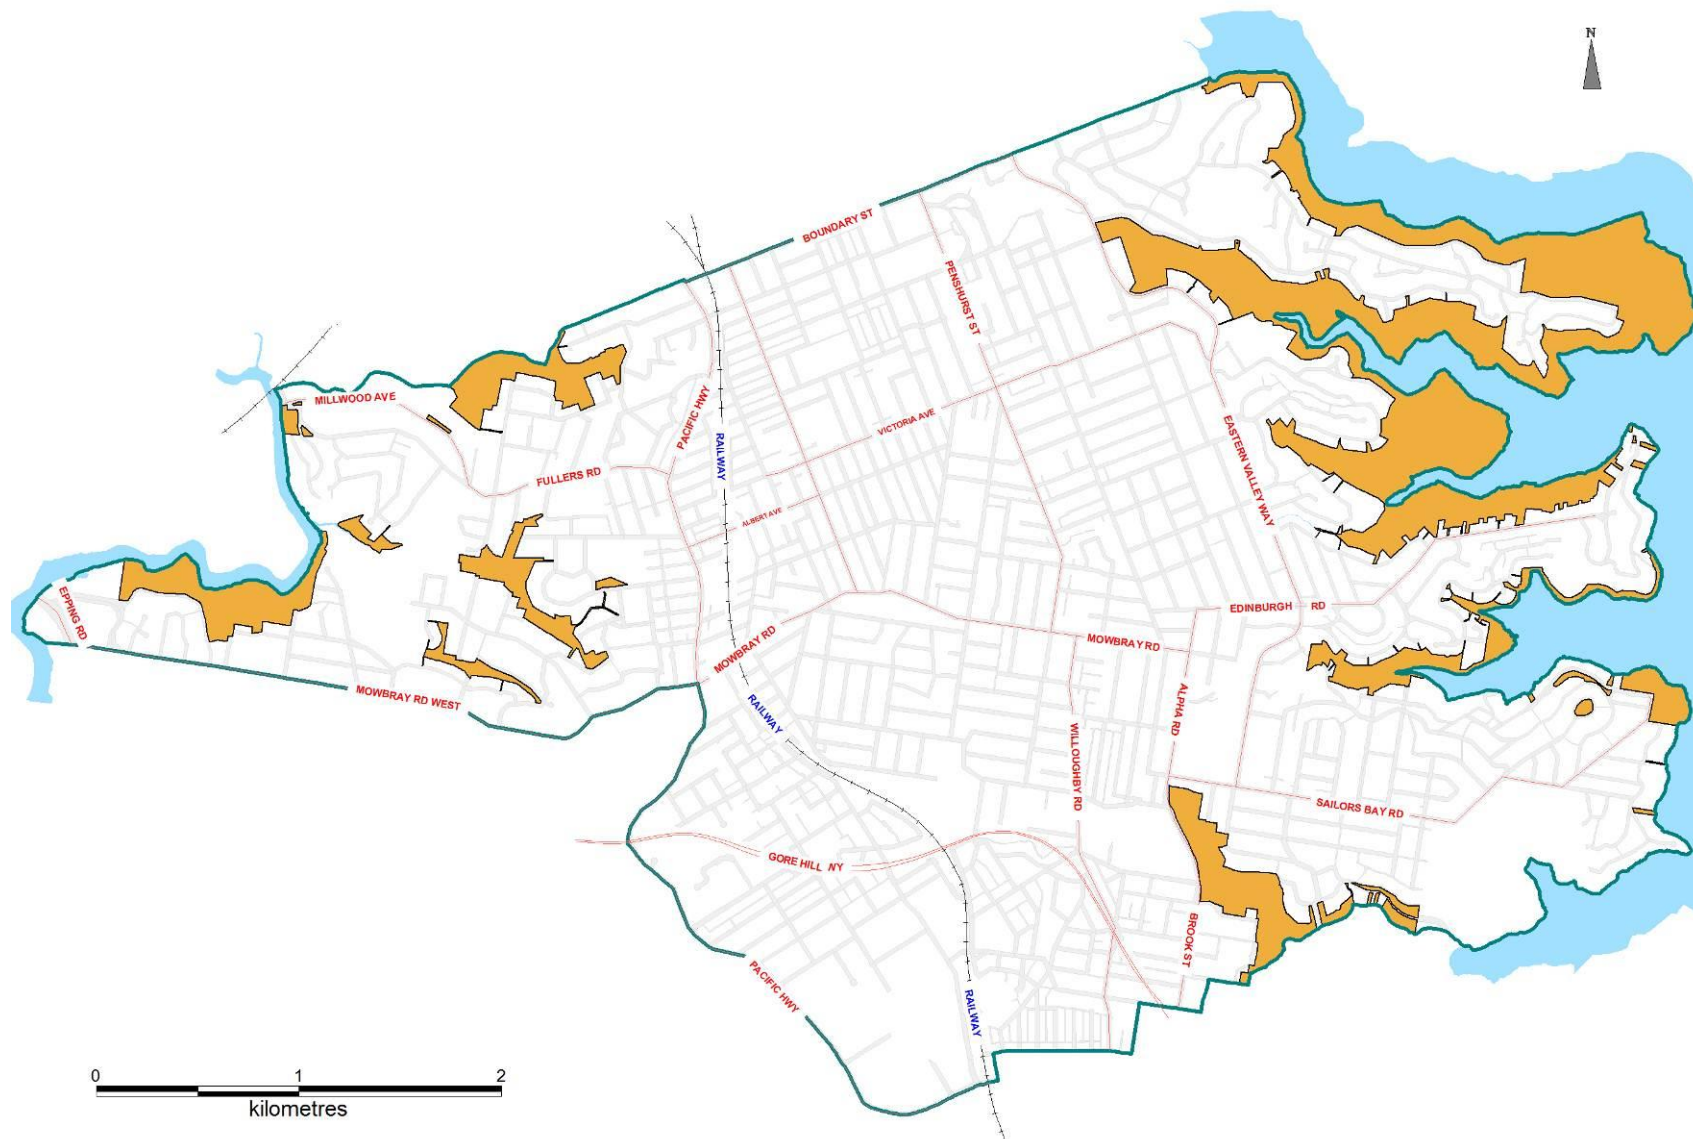 N
BOUNDARY ST
PENSHURST ST
MILLWOOD AVE
PACIFIC HWY
RAILWAY
VICTORIA AVE
EASTERN VALLEY WAY
FULLERS RD
ALBERT AVE
EPPING RD
EDINBURGH RD
MOWBRAY RD
MOWBRAY RD
MOWBRAY RD WEST
RAILWAY
ALPHA RD
WILLOUGHBY RD
SAILORS BAY RD
GORE HILL WY
BROOK ST
PACIFIC HWY
RAILWAY
0 1 2
kilometres